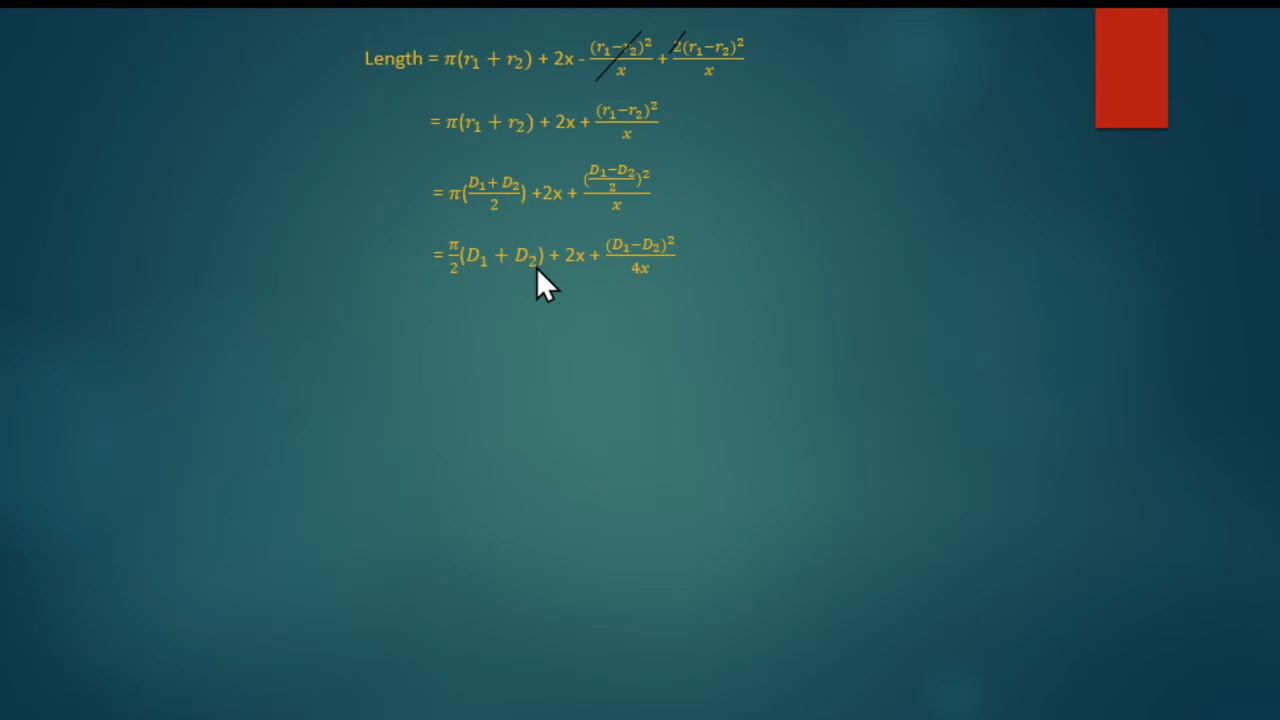 Length = π(r₁ + r₂) + 2x - (r₁−r₂)²/x + 2(r₁−r₂)²/x
= π(r₁ + r₂) + 2x + (r₁−r₂)²/x
= π((D₁+ D₂)/2) +2x + ((D₁−D₂)/2)²/x
= π/2(D₁ + D₂) + 2x + (D₁−D₂)²/4x